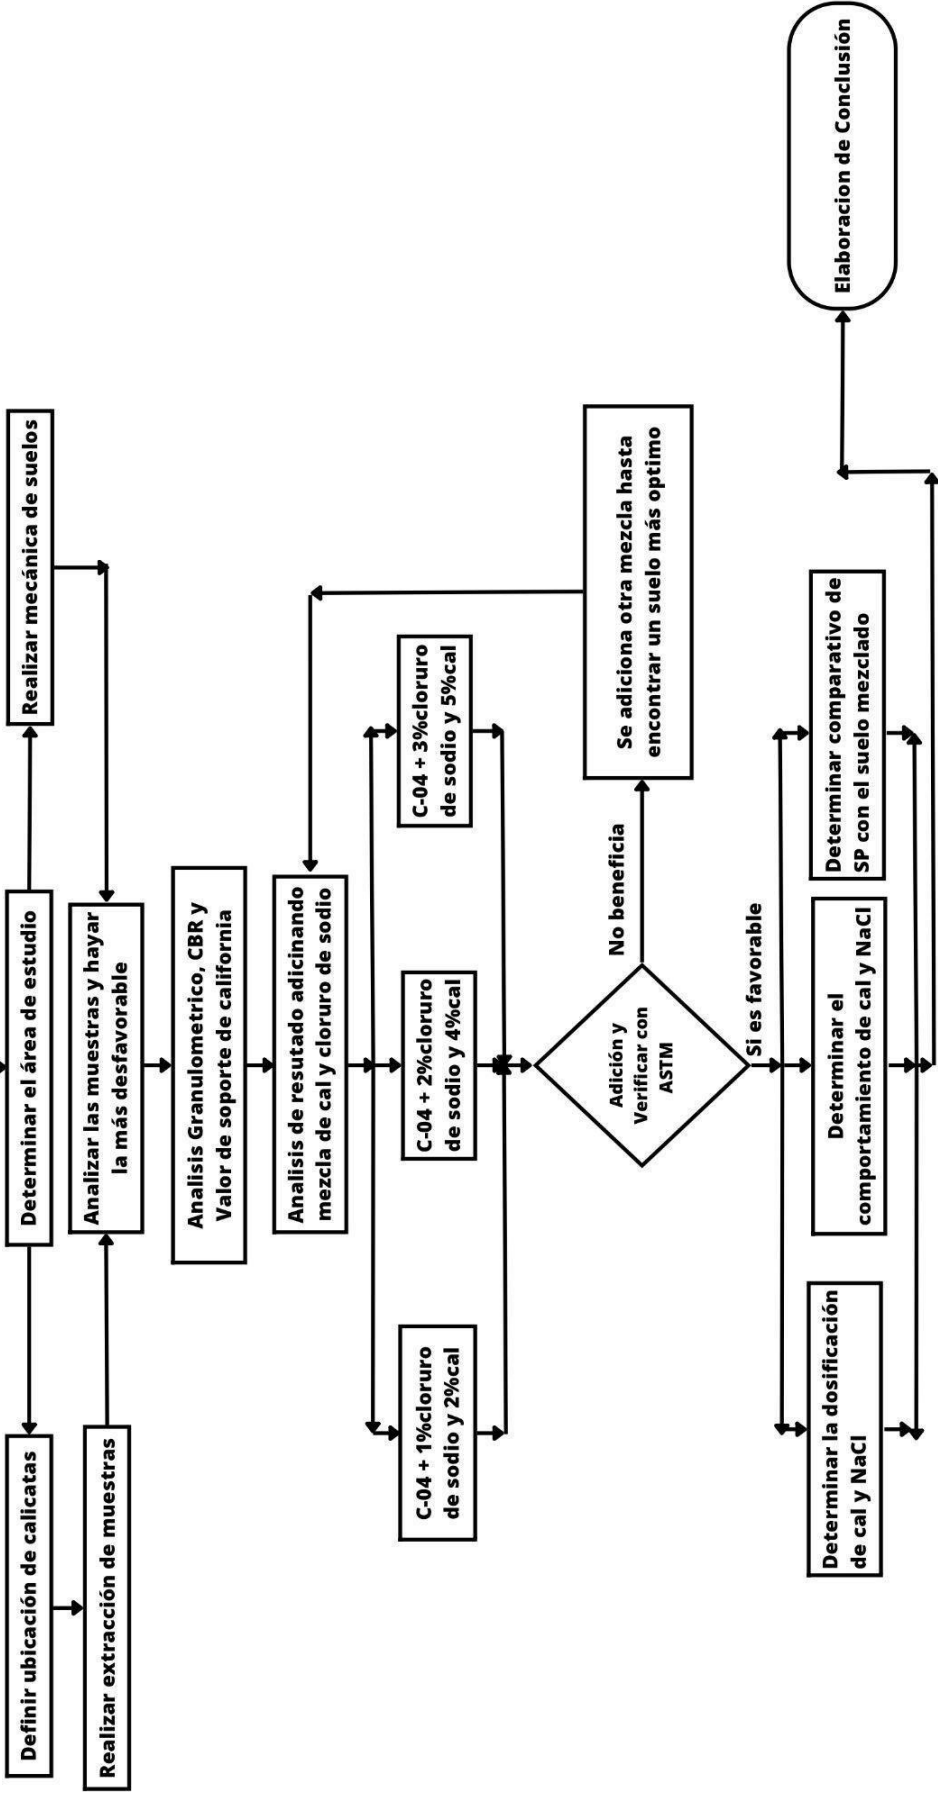 Determinar el área de estudio
Definir ubicación de calicatas
Realizar mecánica de suelos
Realizar extracción de muestras
Analizar las muestras y hayar
la más desfavorable
Analisis Granulometrico, CBR y
Valor de soporte de california
Analisis de resutado adicinando
mezcla de cal y cloruro de sodio
C-04 + 1%cloruro
de sodio y 2%cal
C-04 + 2%cloruro
de sodio y 4%cal
C-04 + 3%cloruro
de sodio y 5%cal
Adición y
Verificar con
ASTM
No beneficia
Se adiciona otra mezcla hasta
encontrar un suelo más optimo
Si es favorable
Determinar la dosificación
de cal y NaCl
Determinar el
comportamiento de cal y NaCl
Determinar comparativo de
SP con el suelo mezclado
Elaboracion de Conclusión